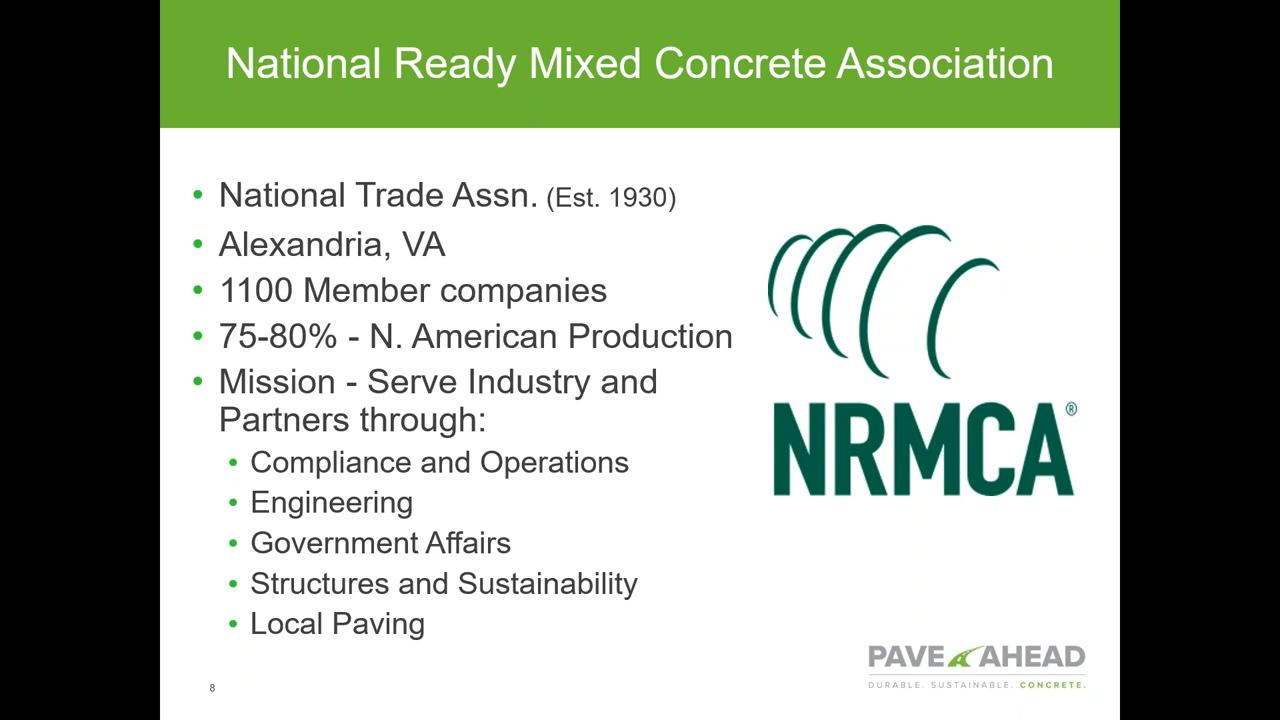 National Ready Mixed Concrete Association
• National Trade Assn. (Est. 1930)
• Alexandria, VA
• 1100 Member companies
• 75-80% - N. American Production
• Mission - Serve Industry and
Partners through:
• Compliance and Operations
• Engineering
• Government Affairs
• Structures and Sustainability
• Local Paving
NRMCA®
PAVE AHEAD
DURABLE. SUSTAINABLE. CONCRETE.
8